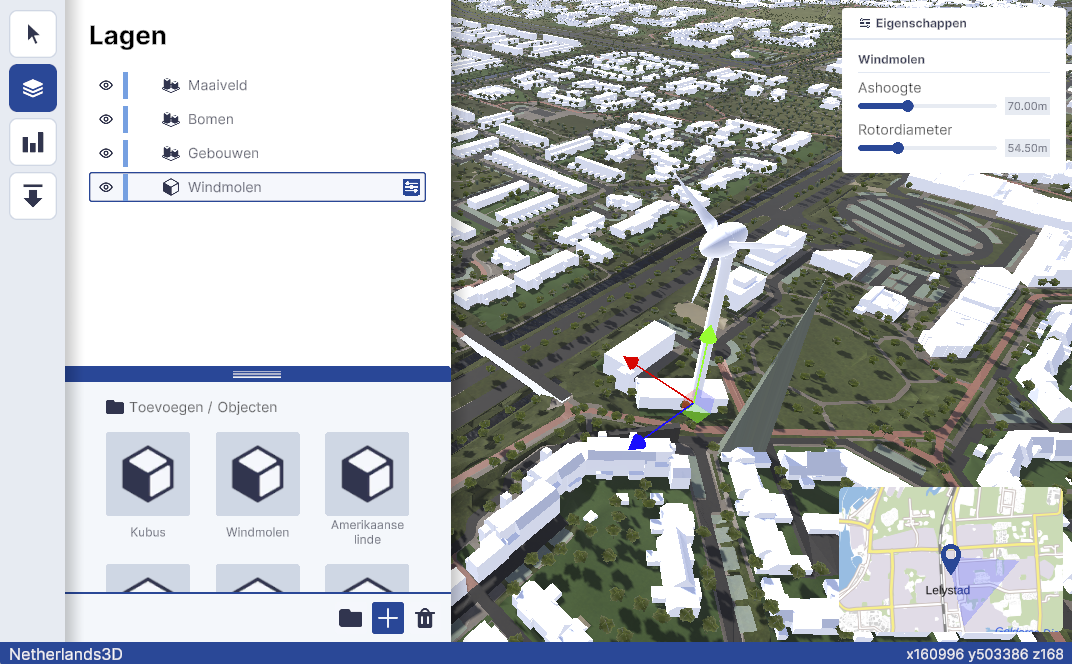 Lagen
Maaiveld
Bomen
Gebouwen
Windmolen
Toevoegen / Objecten
Kubus
Windmolen
Amerikaanse
linde
Eigenschappen
Windmolen
Ashoogte
70.00m
Rotordiameter
54.50m
Lelystad
Netherlands3D
x160996 y503386 z168